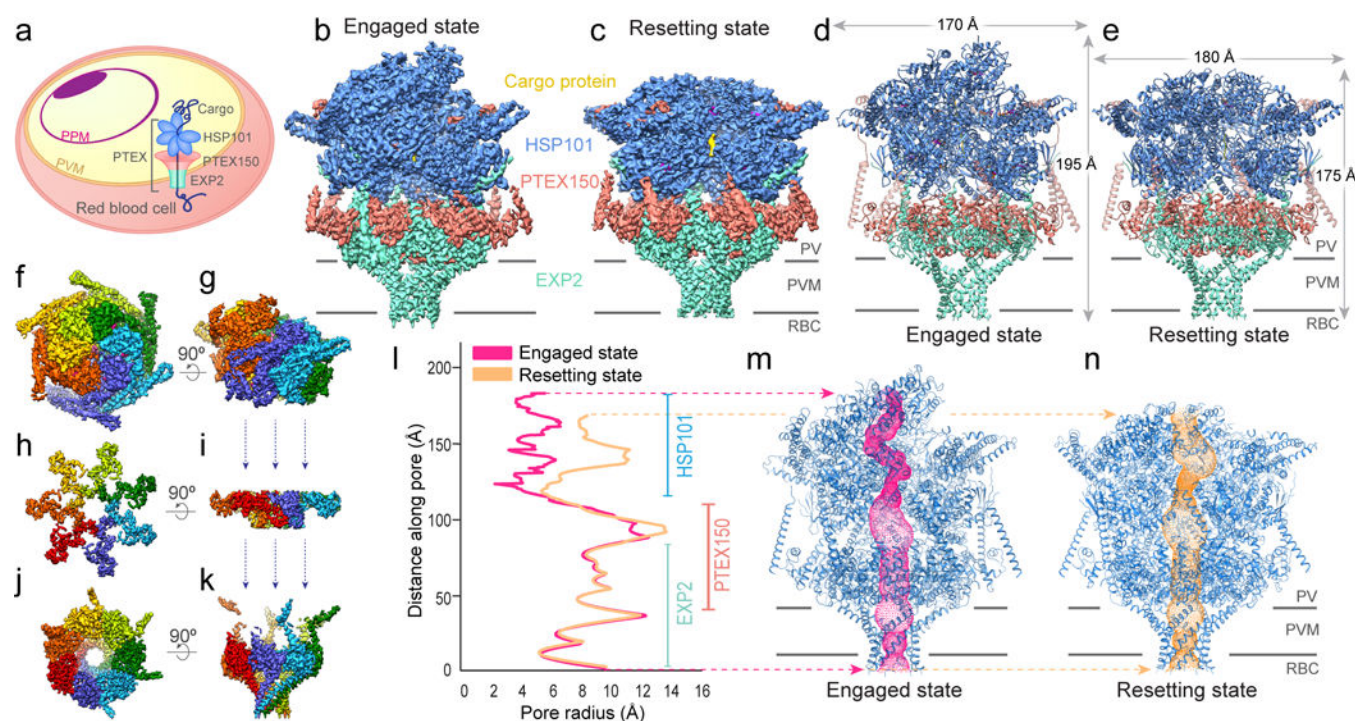 a
PPM
PVM
PTEX
Cargo
HSP101
PTEX150
EXP2
Red blood cell
b
Engaged state
c
Resetting state
Cargo protein
HSP101
PTEX150
EXP2
PV
PVM
RBC
d
170 Å
195 Å
Engaged state
e
180 Å
175 Å
PV
PVM
RBC
Resetting state
f
90º
g
h
90º
i
j
90º
k
l
Engaged state
Resetting state
Distance along pore (Å)
200
150
100
50
0
0 2 4 6 8 10 12 14 16
Pore radius (Å)
HSP101
PTEX150
EXP2
m
Engaged state
n
PV
PVM
RBC
Resetting state